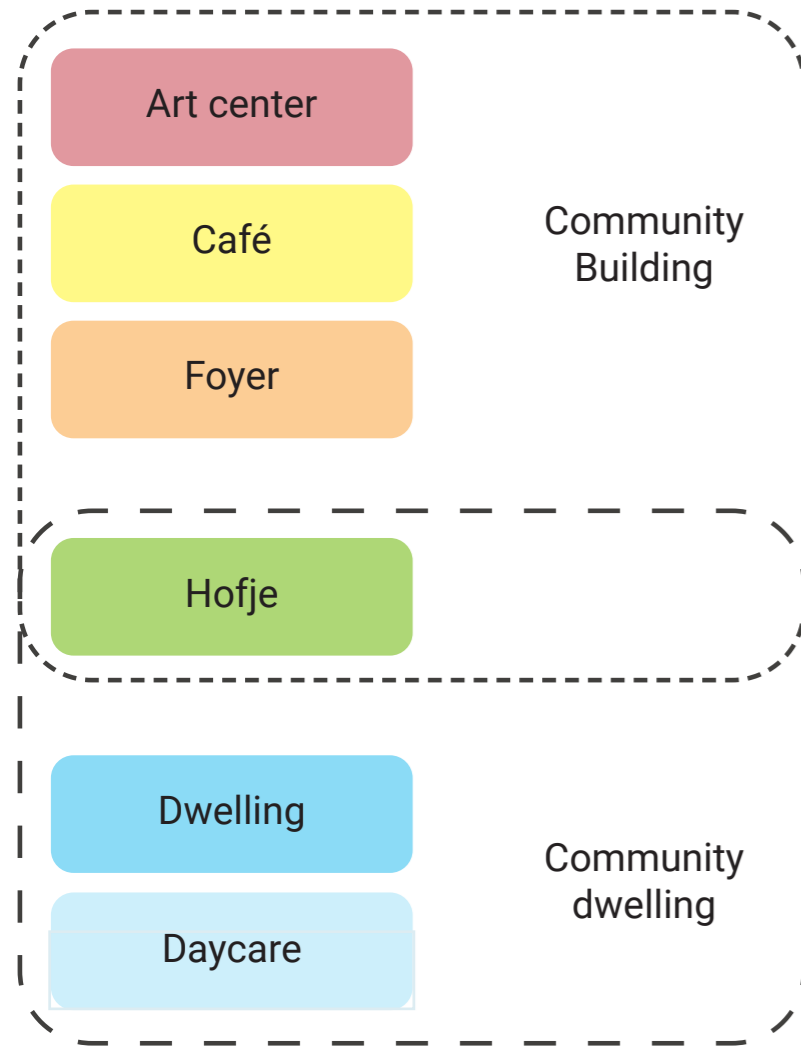 Art center
Café
Community
Building
Foyer
Hofje
Dwelling
Community
dwelling
Daycare